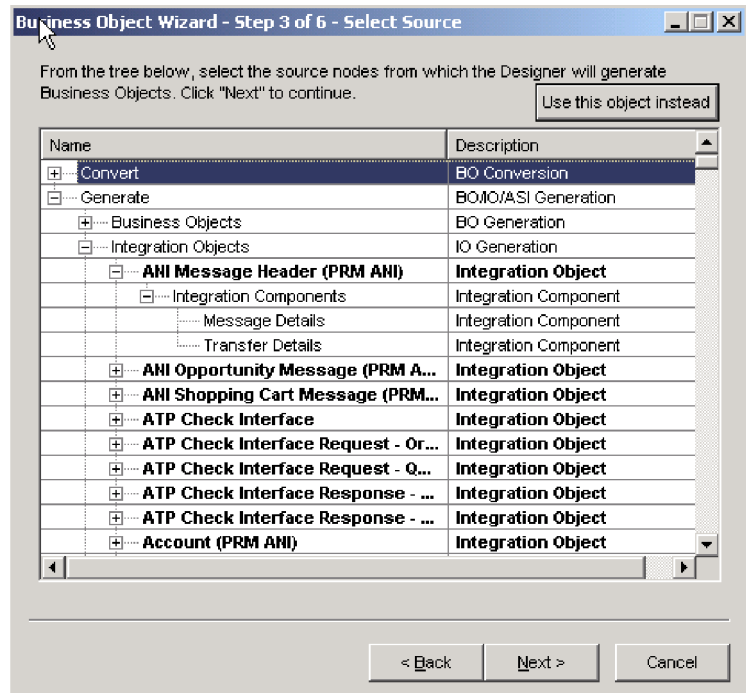 Business Object Wizard - Step 3 of 6 - Select Source
From the tree below, select the source nodes from which the Designer will generate
Business Objects. Click "Next" to continue.
Use this object instead
Name Description
Convert BO Conversion
Generate BO/IO/ASI Generation
Business Objects BO Generation
Integration Objects IO Generation
ANI Message Header (PRM ANI) Integration Object
Integration Components Integration Component
Message Details Integration Component
Transfer Details Integration Component
ANI Opportunity Message (PRM A... Integration Object
ANI Shopping Cart Message (PRM... Integration Object
ATP Check Interface Integration Object
ATP Check Interface Request - Or... Integration Object
ATP Check Interface Request - Q... Integration Object
ATP Check Interface Response - ... Integration Object
ATP Check Interface Response - ... Integration Object
Account (PRM ANI) Integration Object
< Back Next > Cancel